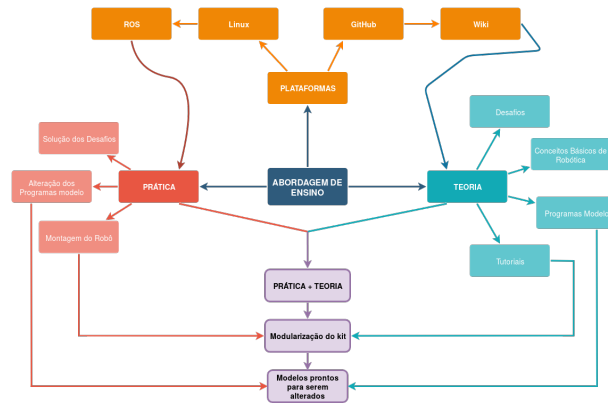 ROS
Linux
GitHub
Wiki
PLATAFORMAS
Desafios
Solução dos Desafios
Conceitos Básicos de
Robótica
Alteração dos
Programas modelo
PRÁTICA
ABORDAGEM DE
ENSINO
TEORIA
Programas Modelo
Montagem do Robô
Tutoriais
PRÁTICA + TEORIA
Modularização do kit
Modelos prontos
para serem
alterados